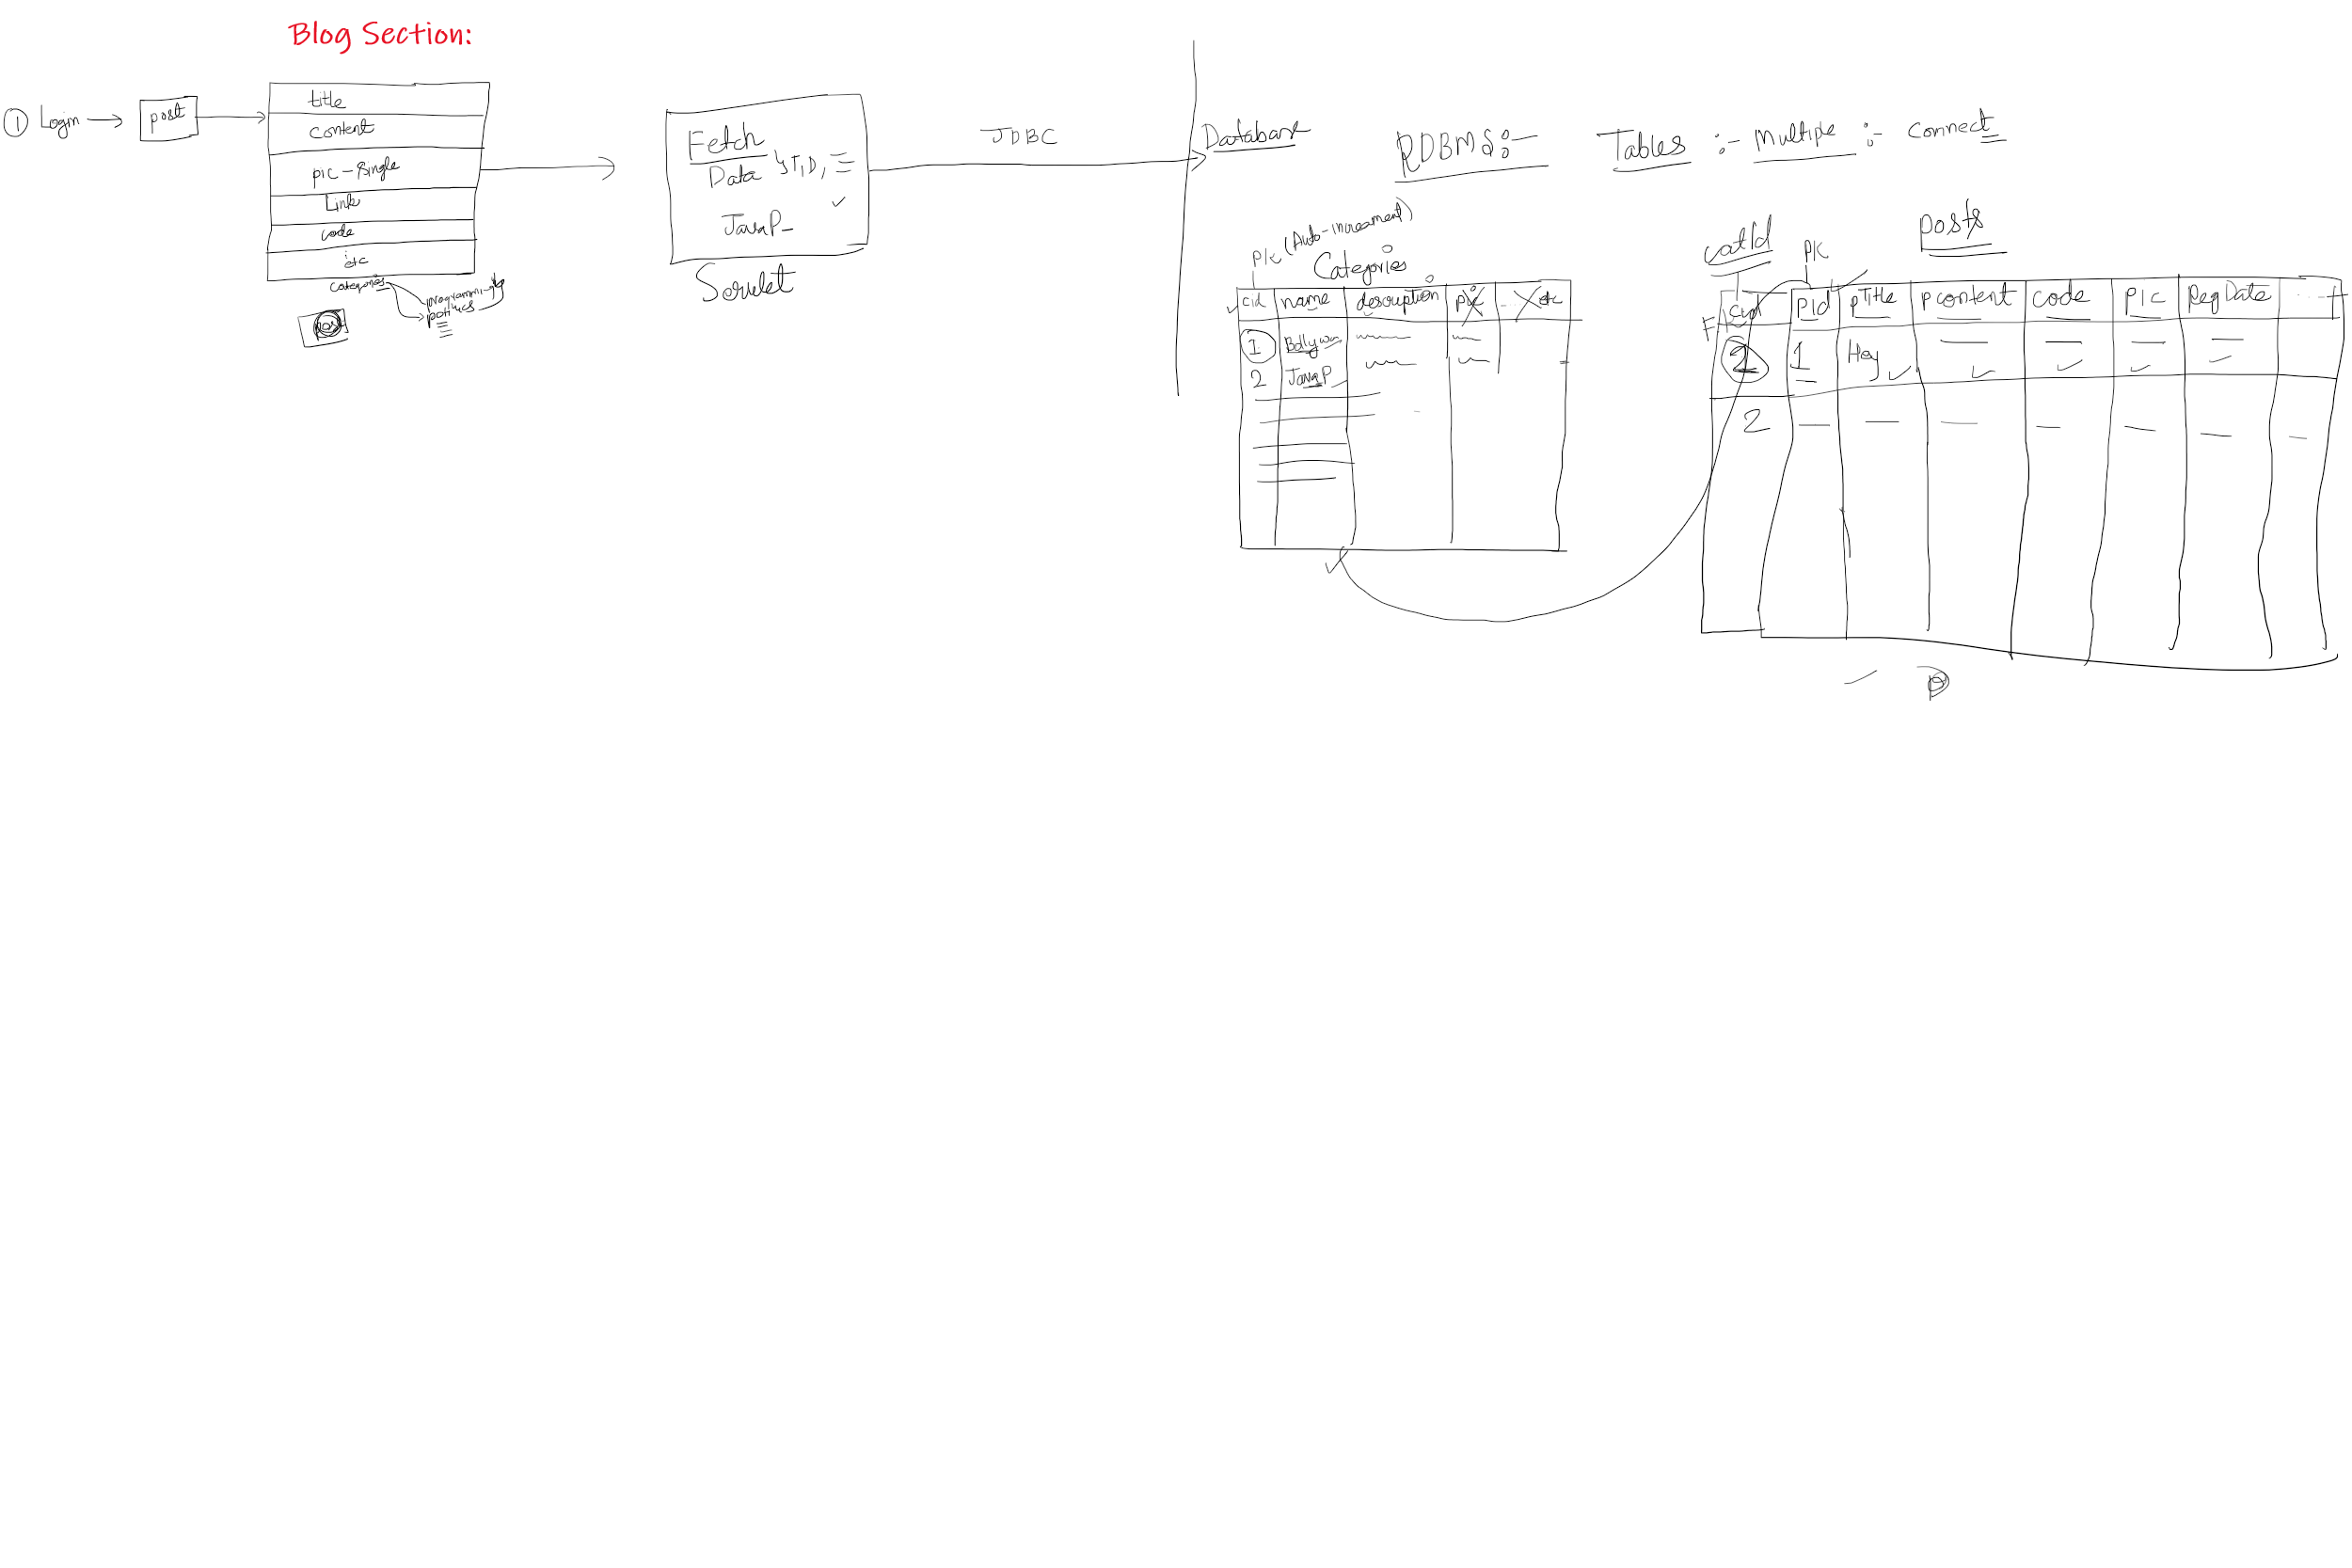 Blog Section:
① Login → post
title
content
pic - single
Link
code
etc
categories
programming
post
Fetch
Data T, D,
JavaP
Servlet
JDBC
Database
RDBMS :-
Tables :- Multiple :- Connect
PK (Auto-increament)
Categories
cid name description pic etc
1 Bollywo
2 JavaP
catId
PK
posts
FK
cid pId pTitle pcontent code pic RegDate
2 1 Hey
2
P